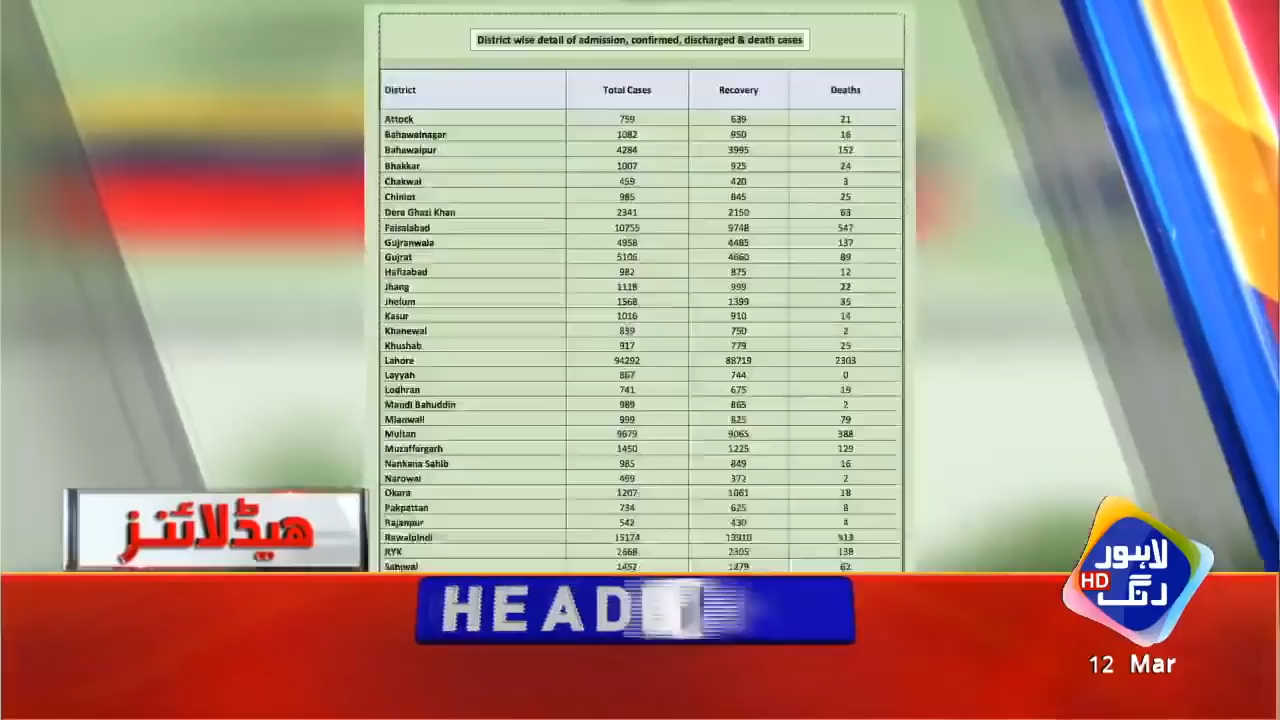 District wise detail of admission, confirmed, discharged & death cases
District Total Cases Recovery Deaths
Attock 759 639 21
Bahawalnagar 1082 950 16
Bahawalpur 4284 3995 152
Bhakkar 1007 925 24
Chakwal 459 420 3
Chiniot 985 845 25
Dera Ghazi Khan 2341 2150 63
Faisalabad 10755 9748 547
Gujranwala 4958 4485 137
Gujrat 5106 4660 89
Hafizabad 982 875 12
Jhang 1118 999 22
Jhelum 1568 1399 35
Kasur 1016 910 14
Khanewal 839 750 2
Khushab 917 779 25
Lahore 94292 88719 2303
Layyah 867 744 0
Lodhran 741 675 19
Mandi Bahuddin 989 865 2
Mianwali 999 825 79
Multan 9679 9065 388
Muzaffargarh 1450 1225 129
Nankana Sahib 985 849 16
Narowal 499 372 2
Okara 1207 1061 18
Pakpattan 734 625 8
Rajanpur 542 430 4
Rawalpindi 15174 13910 913
RYK 2668 2305 138
1452 1279 62
ہیڈلائنز
HEAD
لاہور
HD رنگ
12 Mar